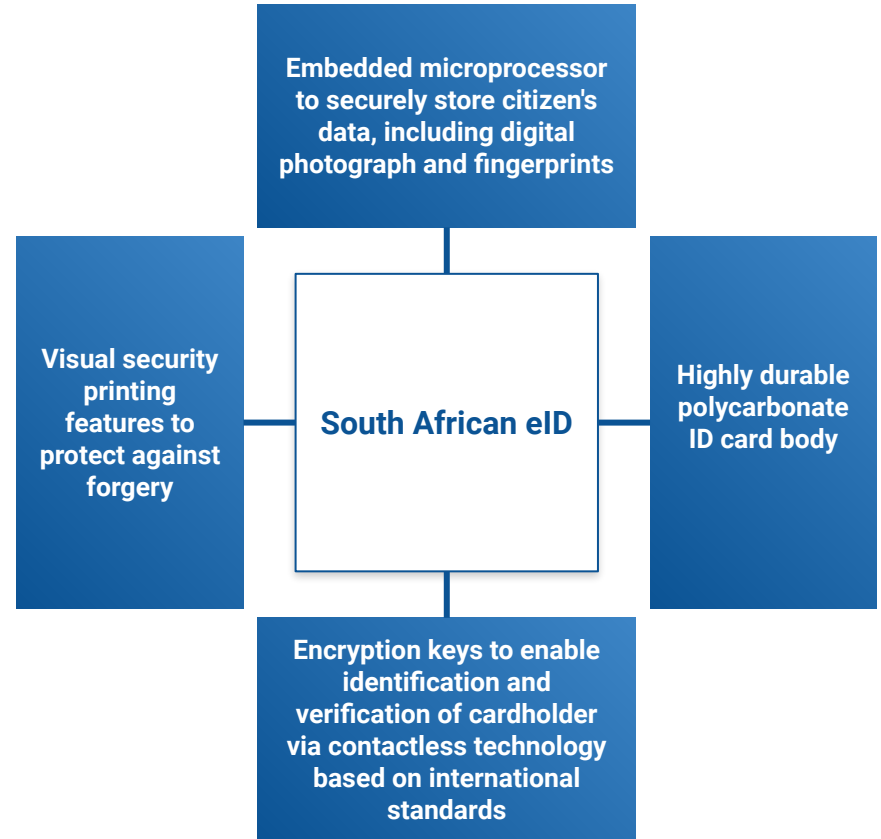 Embedded microprocessor
to securely store citizen's
data, including digital
photograph and fingerprints
Visual security
printing
features to
protect against
forgery
South African eID
Highly durable
polycarbonate
ID card body
Encryption keys to enable
identification and
verification of cardholder
via contactless technology
based on international
standards